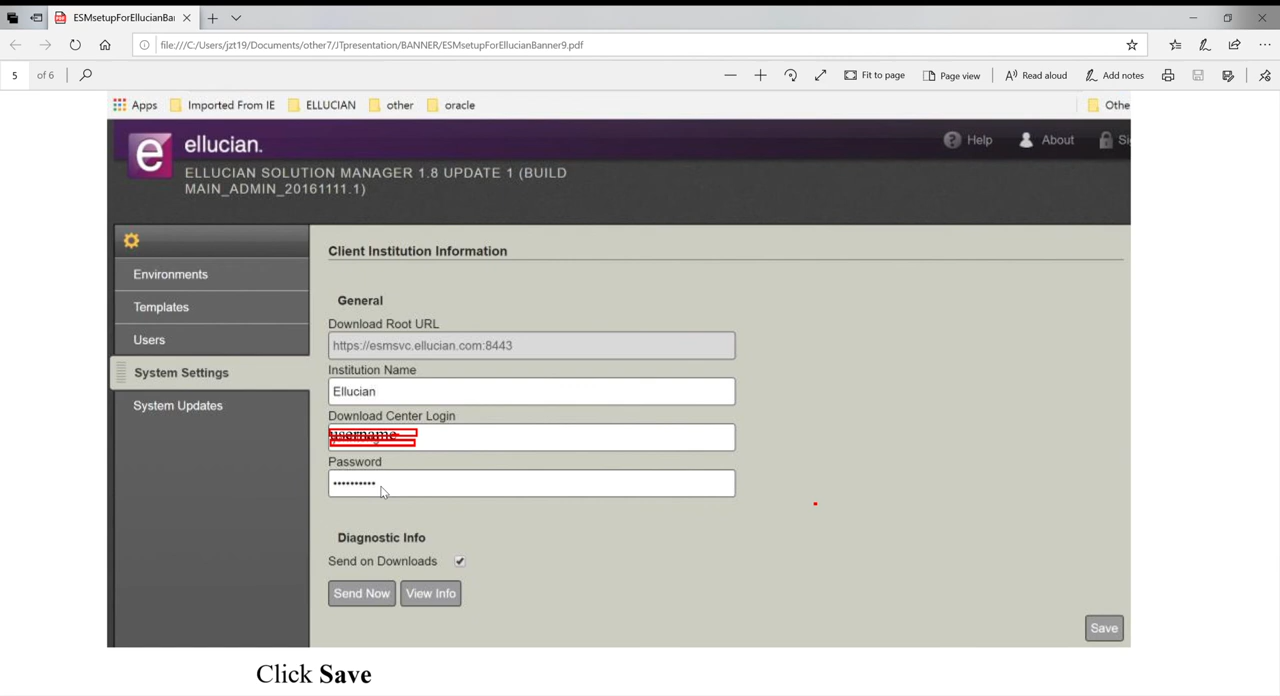 ESMsetupForEllucianBa
file:///C:/Users/jzt19/Documents/other7/JTpresentation/BANNER/ESMsetupForEllucianBanner9.pdf
5 of 6
Fit to page
Page view
Read aloud
Add notes
Apps Imported From IE ELLUCIAN other oracle Othe
e ellucian. Help About Si
ELLUCIAN SOLUTION MANAGER 1.8 UPDATE 1 (BUILD
MAIN_ADMIN_20161111.1)
Environments
Templates
Users
System Settings
System Updates
Client Institution Information
General
Download Root URL
https://esmsvc.ellucian.com:8443
Institution Name
Ellucian
Download Center Login
username
Password
••••••••••
Diagnostic Info
Send on Downloads
Send Now View Info
Save
Click Save